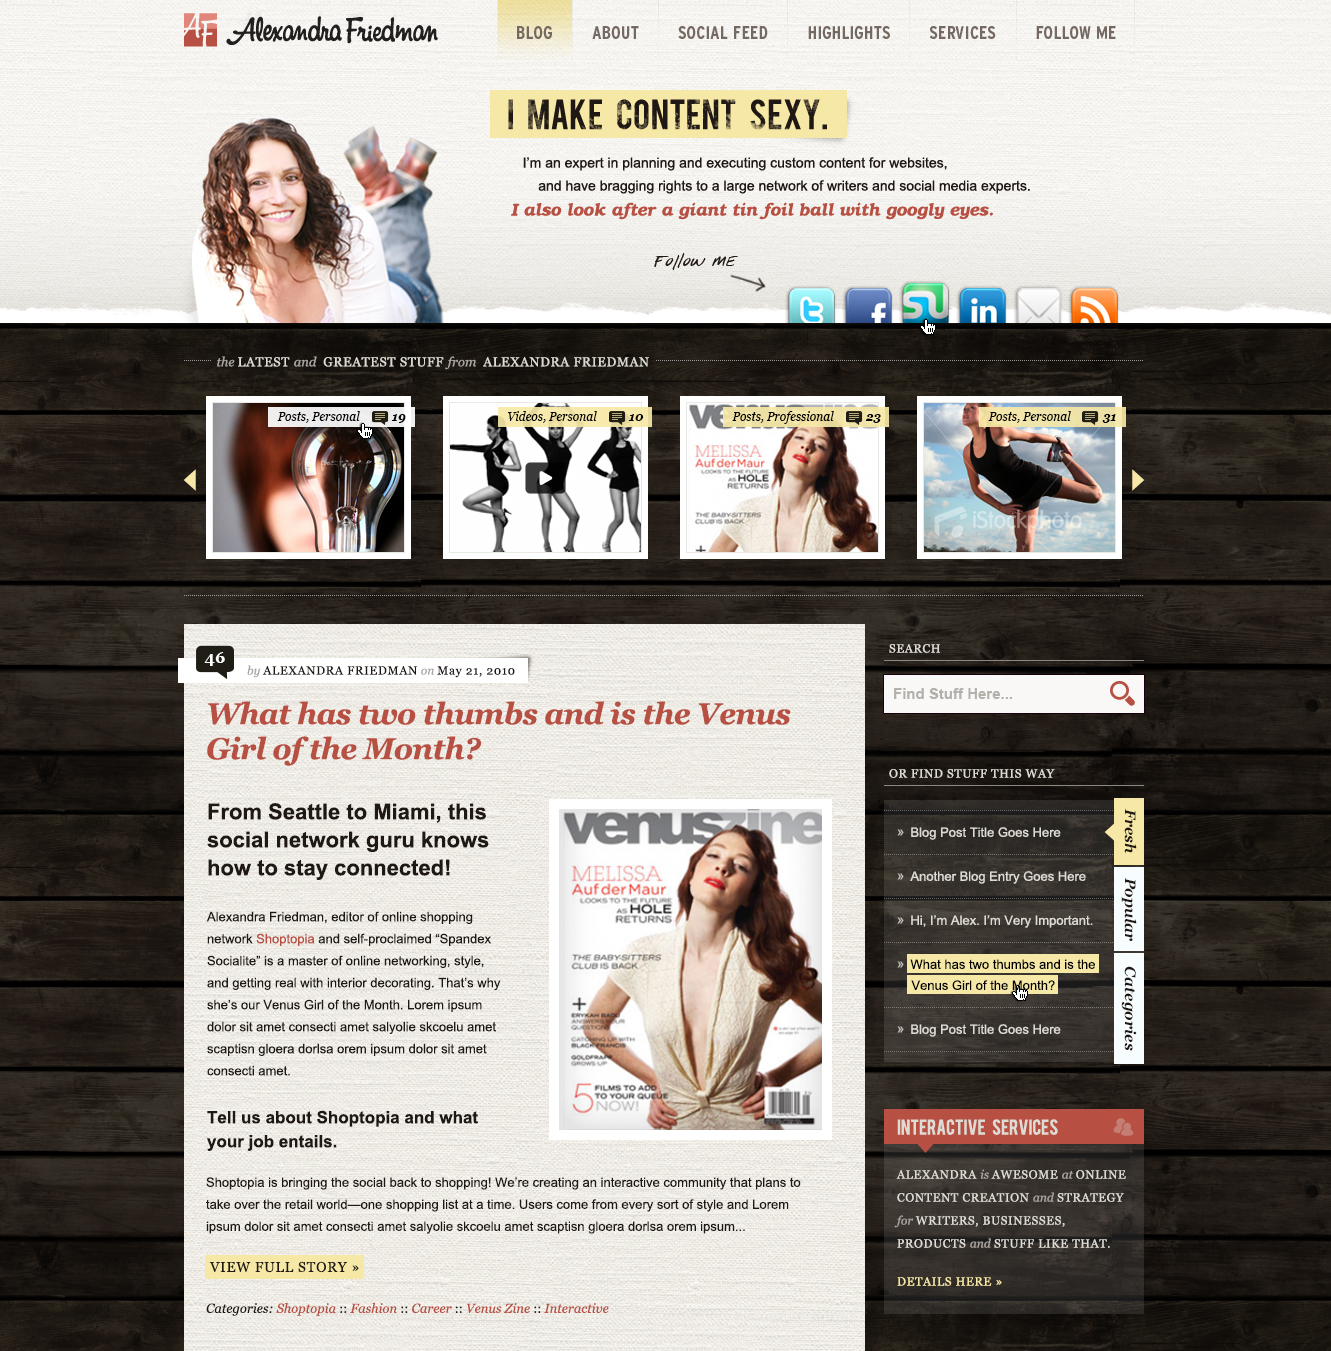 AF Alexandra Friedman
BLOG
ABOUT
SOCIAL FEED
HIGHLIGHTS
SERVICES
FOLLOW ME
I MAKE CONTENT SEXY.
I'm an expert in planning and executing custom content for websites,
and have bragging rights to a large network of writers and social media experts.
I also look after a giant tin foil ball with googly eyes.
Follow ME
the LATEST and GREATEST STUFF from ALEXANDRA FRIEDMAN
Posts, Personal 19
Videos, Personal 10
Posts, Professional 23
MELISSA
Auf der Maur
LOOKS TO THE FUTURE
AS HOLE
RETURNS
THE BABY-SITTERS
CLUB IS BACK
Posts, Personal 31
iStockphoto
46
by ALEXANDRA FRIEDMAN on May 21, 2010
What has two thumbs and is the Venus
Girl of the Month?
From Seattle to Miami, this
social network guru knows
how to stay connected!
Alexandra Friedman, editor of online shopping
network Shoptopia and self-proclaimed “Spandex
Socialite” is a master of online networking, style,
and getting real with interior decorating. That’s why
she’s our Venus Girl of the Month. Lorem ipsum
dolor sit amet consecti amet salyolie skcoelu amet
scaptisn gloera dorlsa orem ipsum dolor sit amet
consecti amet.
venuszine
MELISSA
Auf der Maur
LOOKS TO THE FUTURE
AS HOLE
RETURNS
THE BABY-SITTERS
CLUB IS BACK
+
ERYKAH BADU
ANSWERS YOUR
QUESTIONS
CATCHING UP WITH
BLACK FRANCIS
GOLDFRAPP
GROWS UP
5 FILMS TO ADD
TO YOUR QUEUE
NOW!
Tell us about Shoptopia and what
your job entails.
Shoptopia is bringing the social back to shopping! We’re creating an interactive community that plans to
take over the retail world—one shopping list at a time. Users come from every sort of style and Lorem
ipsum dolor sit amet consecti amet salyolie skcoelu amet scaptisn gloera dorlsa orem ipsum...
VIEW FULL STORY »
Categories: Shoptopia :: Fashion :: Career :: Venus Zine :: Interactive
SEARCH
Find Stuff Here...
OR FIND STUFF THIS WAY
» Blog Post Title Goes Here
» Another Blog Entry Goes Here
» Hi, I’m Alex. I’m Very Important.
» What has two thumbs and is the
Venus Girl of the Month?
» Blog Post Title Goes Here
Fresh
Popular
Categories
INTERACTIVE SERVICES
ALEXANDRA is AWESOME at ONLINE
CONTENT CREATION and STRATEGY
for WRITERS, BUSINESSES,
PRODUCTS and STUFF LIKE THAT.
DETAILS HERE »